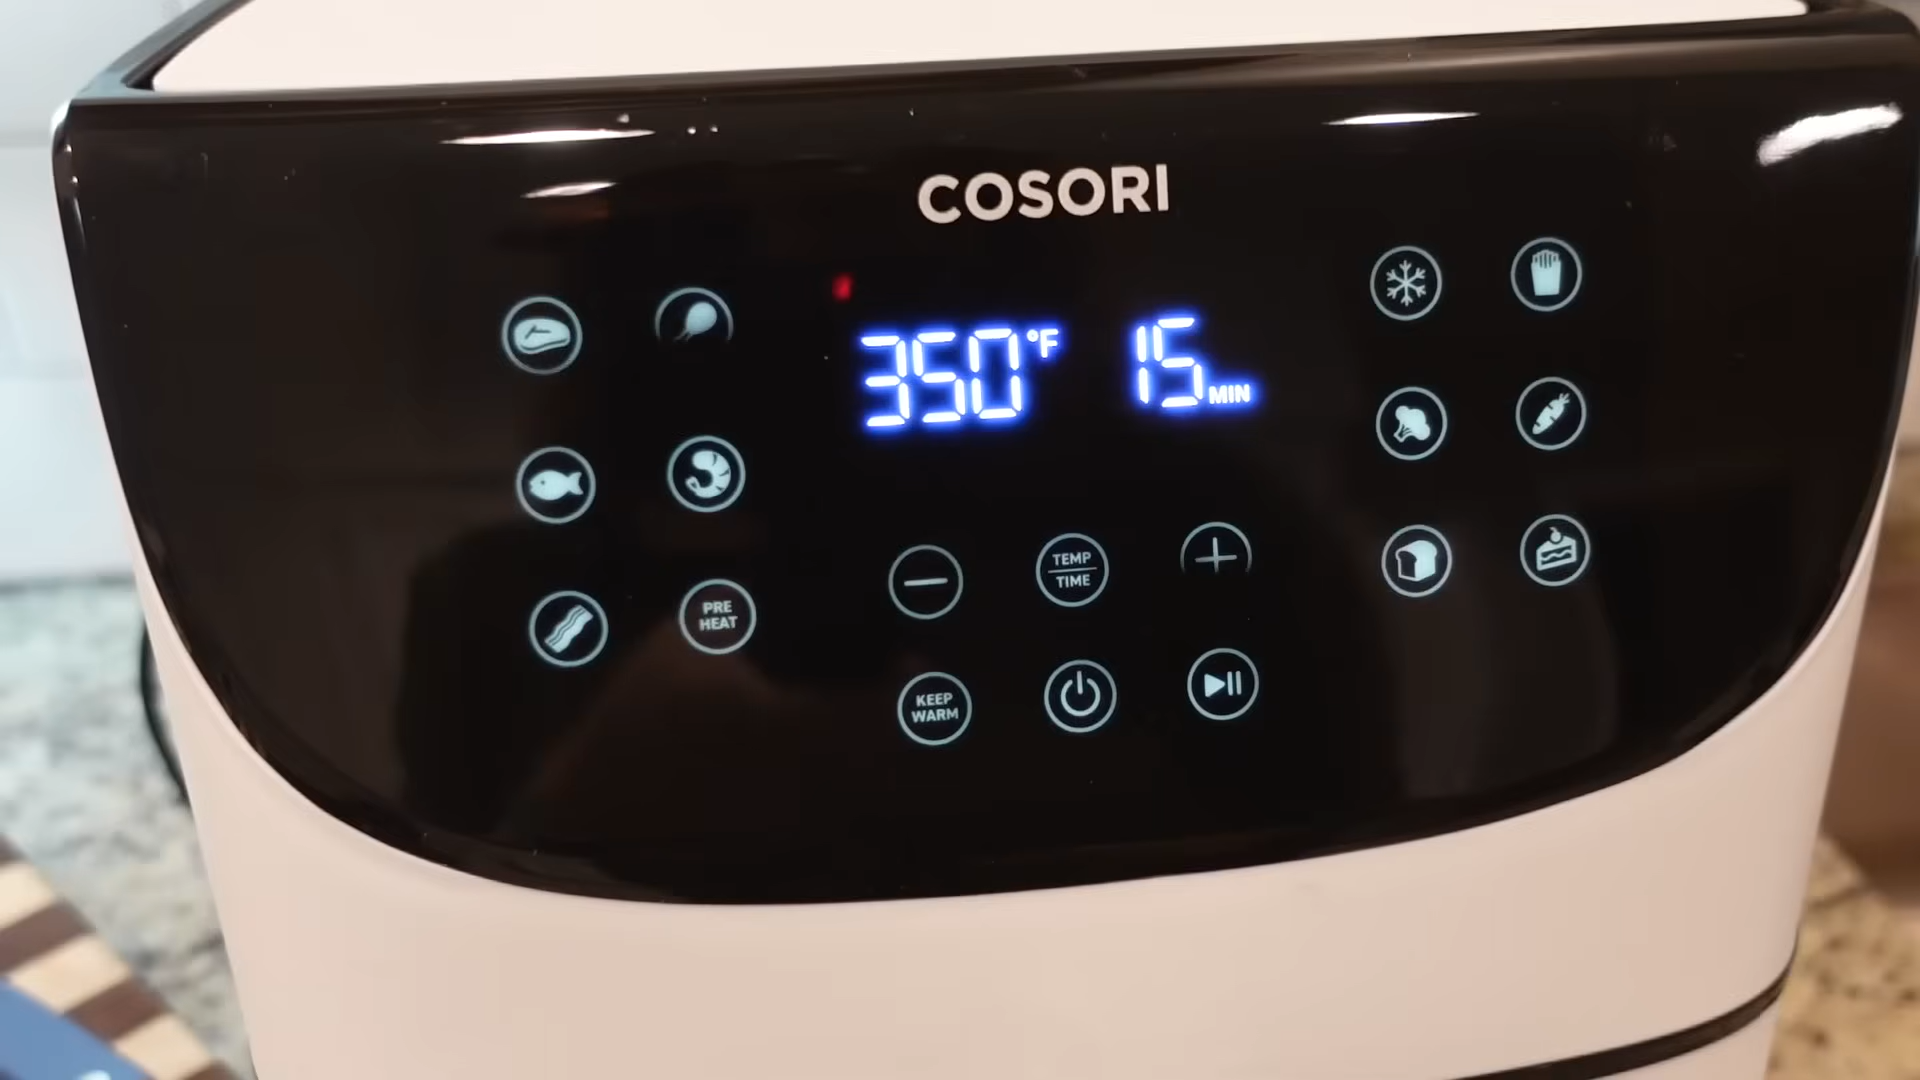 COSORI
350°F 15 MIN
TEMP
TIME
PRE
HEAT
KEEP
WARM